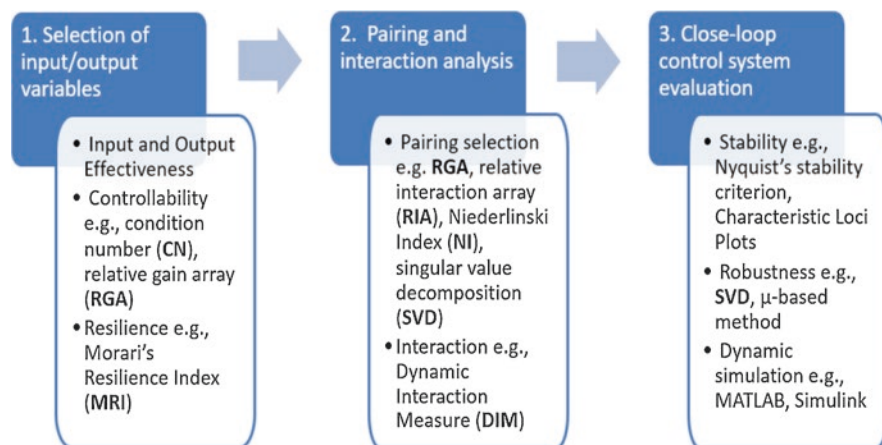 1. Selection of
input/output
variables
• Input and Output
Effectiveness
• Controllability
e.g., condition
number (CN),
relative gain array
(RGA)
• Resilience e.g.,
Morari's
Resilience Index
(MRI)
2. Pairing and
interaction analysis
• Pairing selection
e.g. RGA, relative
interaction array
(RIA), Niederlinski
Index (NI),
singular value
decomposition
(SVD)
• Interaction e.g.,
Dynamic
Interaction
Measure (DIM)
3. Close-loop
control system
evaluation
• Stability e.g.,
Nyquist's stability
criterion,
Characteristic Loci
Plots
• Robustness e.g.,
SVD, µ-based
method
• Dynamic
simulation e.g.,
MATLAB, Simulink